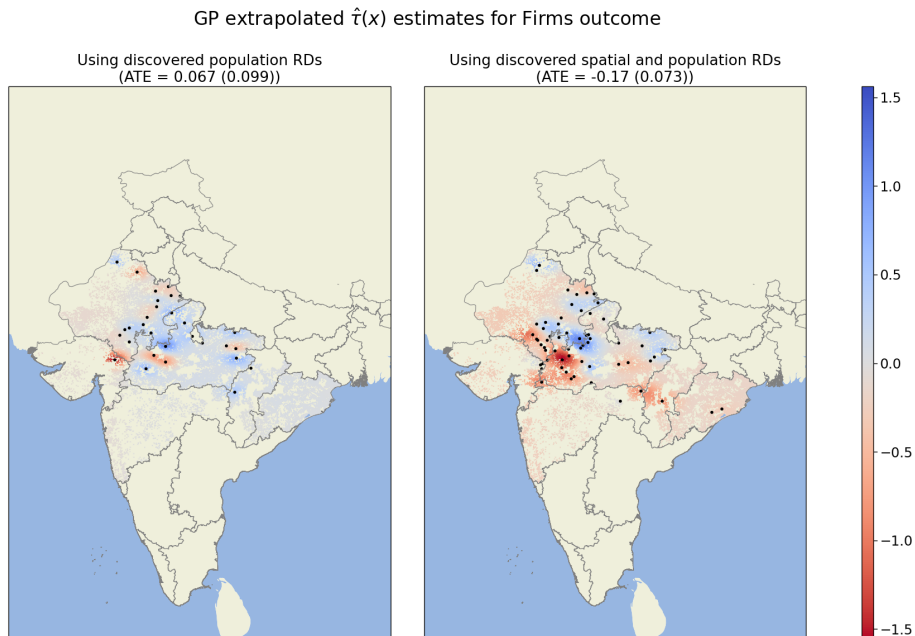 GP extrapolated τ̂(x) estimates for Firms outcome
Using discovered population RDs
(ATE = 0.067 (0.099))
Using discovered spatial and population RDs
(ATE = -0.17 (0.073))
1.5
1.0
0.5
0.0
−0.5
−1.0
−1.5